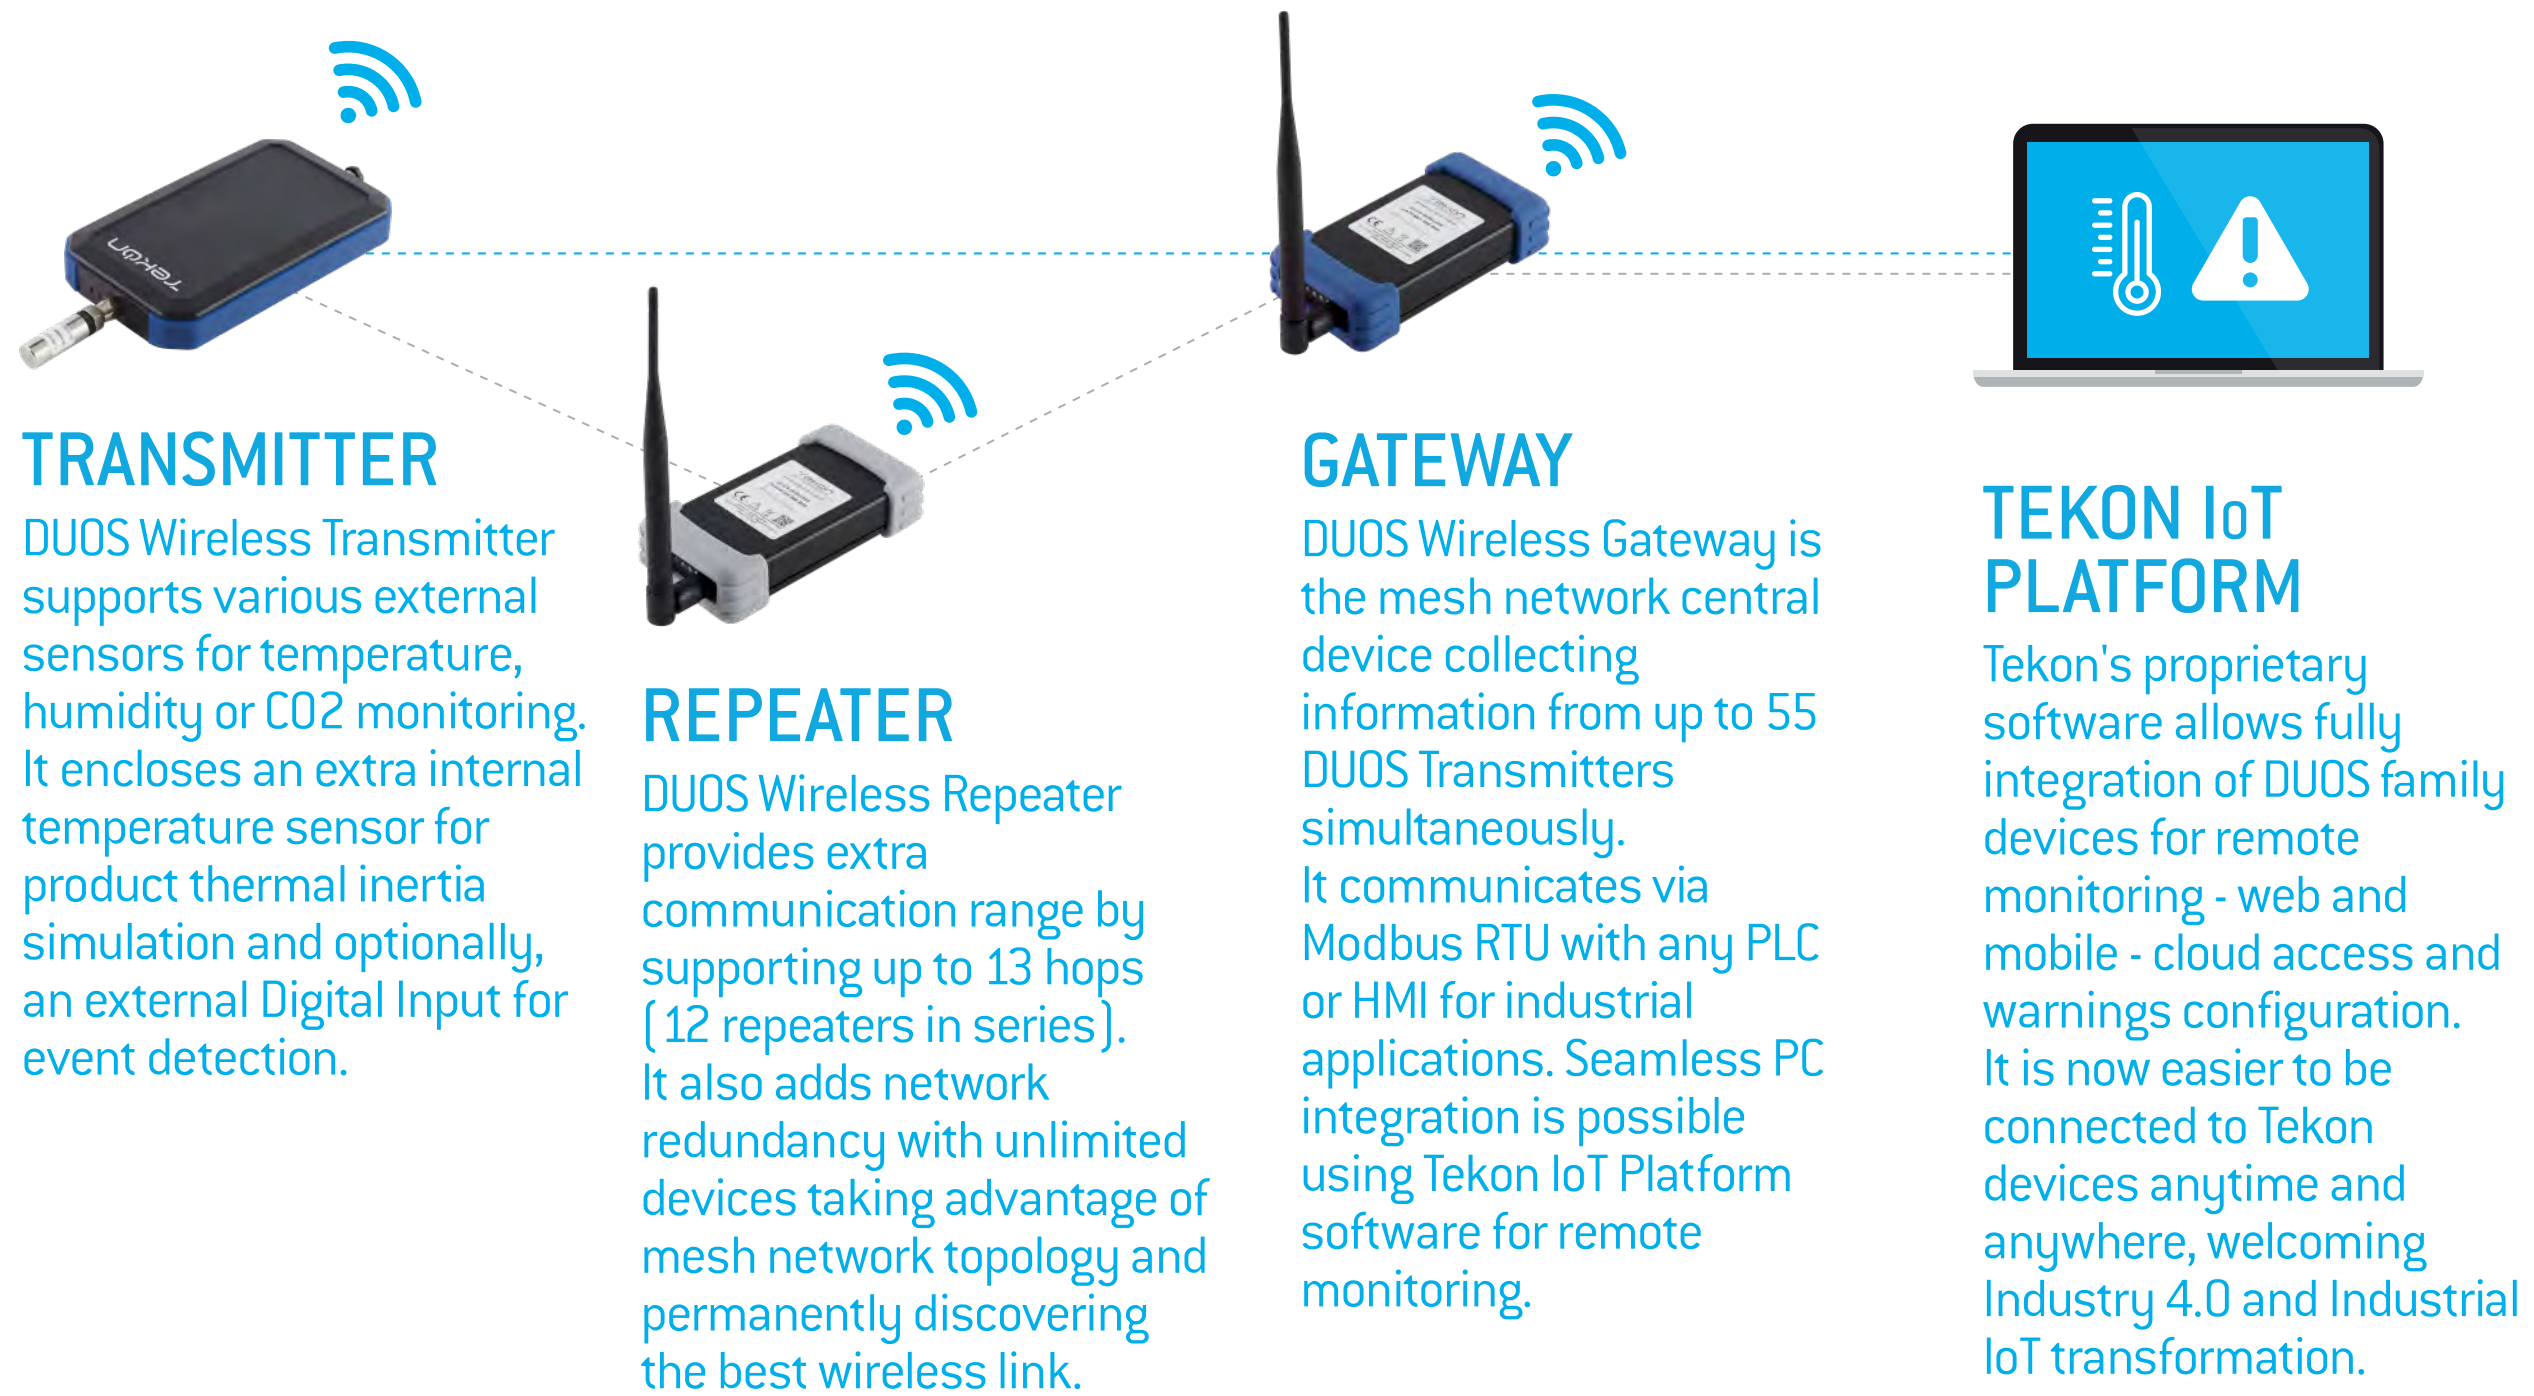 TEKON
TRANSMITTER
DUOS Wireless Transmitter
supports various external
sensors for temperature,
humidity or CO2 monitoring.
It encloses an extra internal
temperature sensor for
product thermal inertia
simulation and optionally,
an external Digital Input for
event detection.
REPEATER
DUOS Wireless Repeater
provides extra
communication range by
supporting up to 13 hops
(12 repeaters in series).
It also adds network
redundancy with unlimited
devices taking advantage of
mesh network topology and
permanently discovering
the best wireless link.
GATEWAY
DUOS Wireless Gateway is
the mesh network central
device collecting
information from up to 55
DUOS Transmitters
simultaneously.
It communicates via
Modbus RTU with any PLC
or HMI for industrial
applications. Seamless PC
integration is possible
using Tekon IoT Platform
software for remote
monitoring.
TEKON IoT
PLATFORM
Tekon's proprietary
software allows fully
integration of DUOS family
devices for remote
monitoring - web and
mobile - cloud access and
warnings configuration.
It is now easier to be
connected to Tekon
devices anytime and
anywhere, welcoming
Industry 4.0 and Industrial
IoT transformation.